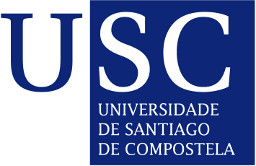 USC
UNIVERSIDADE
DE SANTIAGO
DE COMPOSTELA